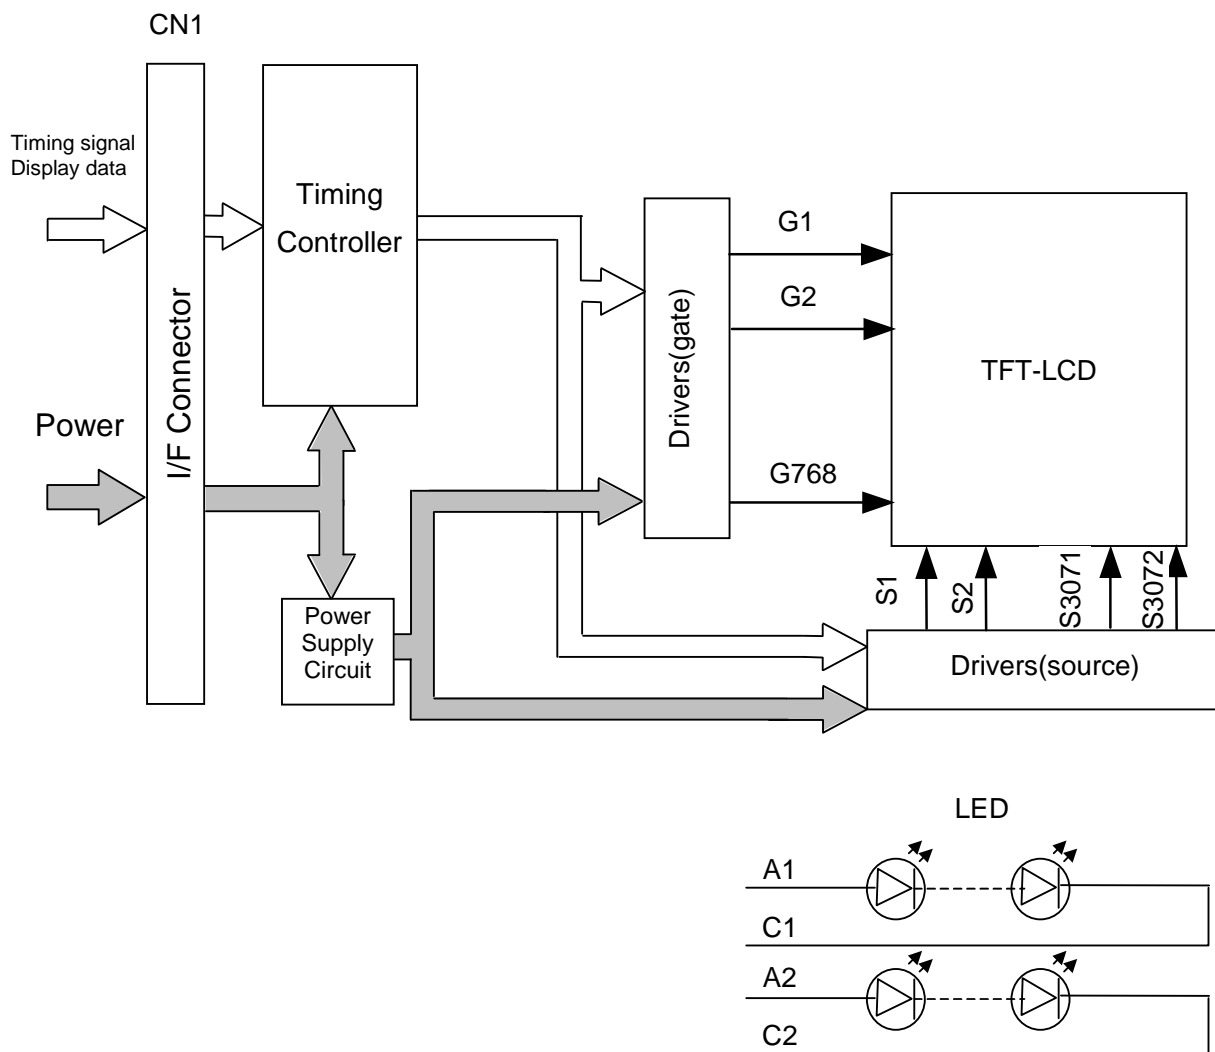 CN1
Timing signal
Display data
Power
I/F Connector
Timing
Controller
Power
Supply
Circuit
Drivers(gate)
G1
G2
G768
TFT-LCD
S1
S2
S3071
S3072
Drivers(source)
LED
A1
C1
A2
C2